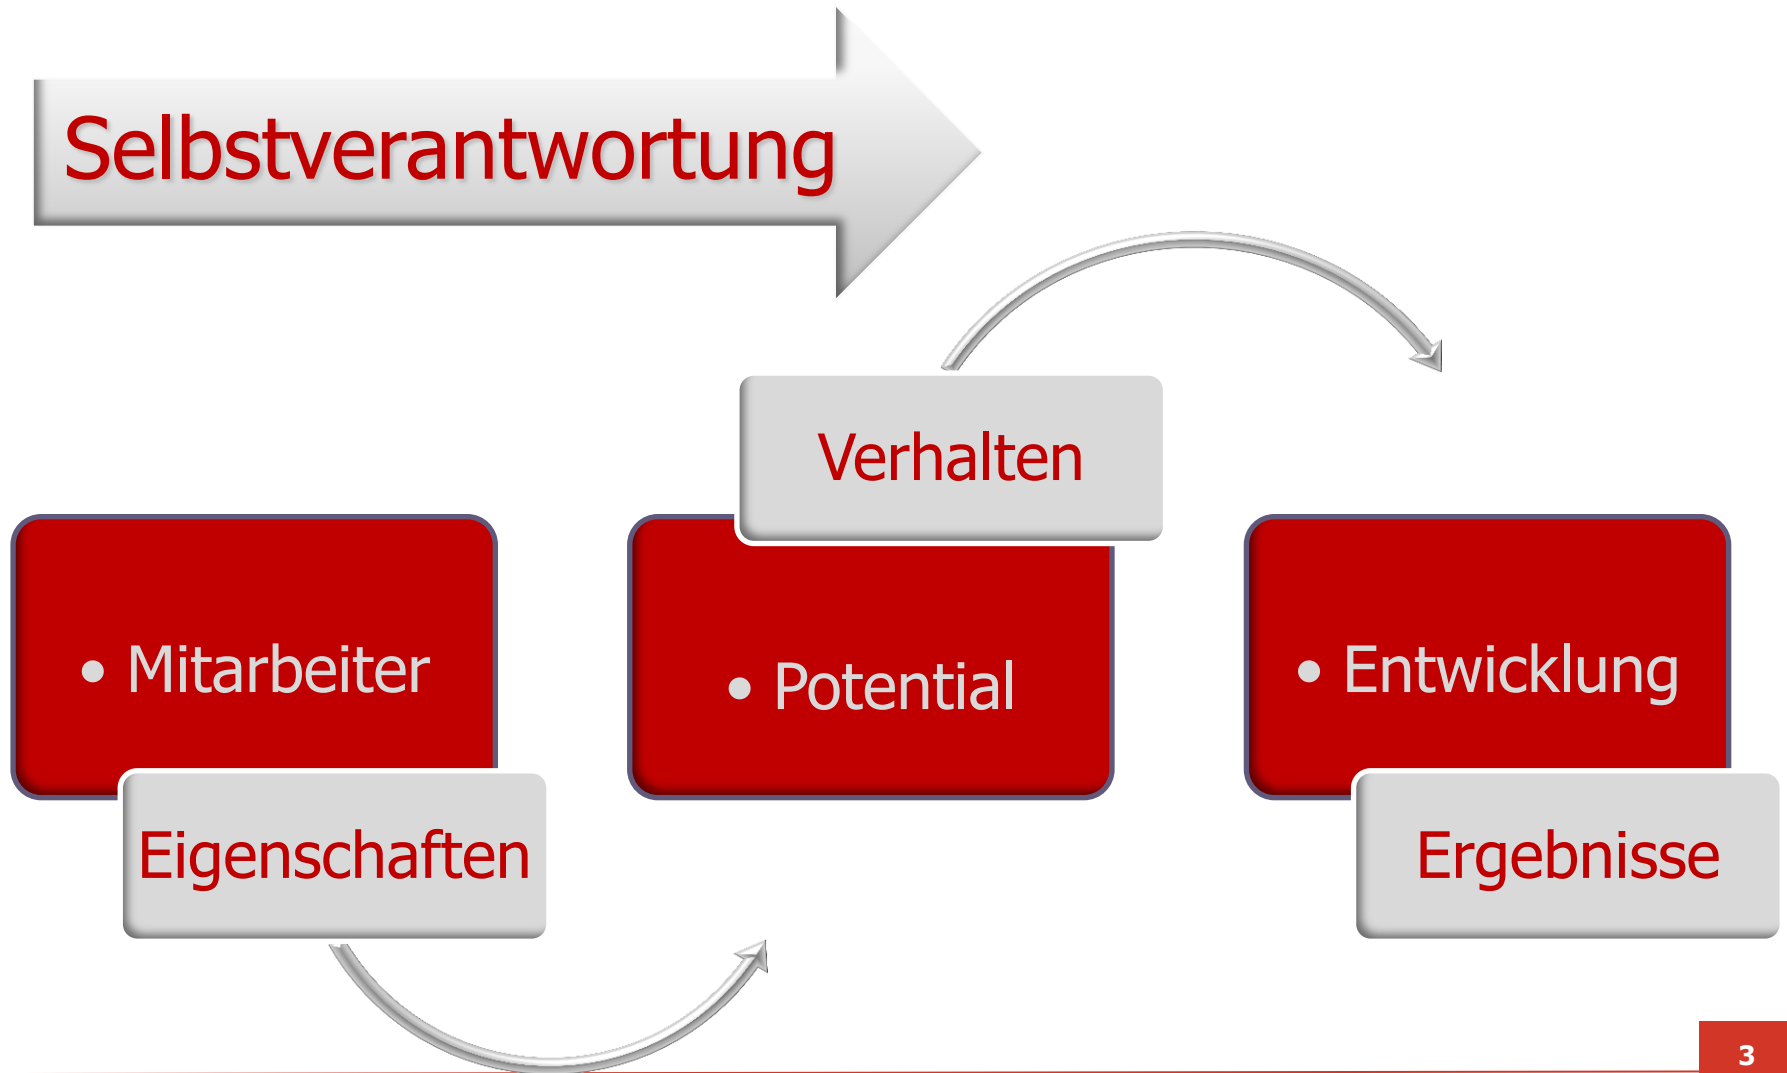 Selbstverantwortung
Verhalten
• Mitarbeiter
• Potential
• Entwicklung
Eigenschaften
Ergebnisse
3